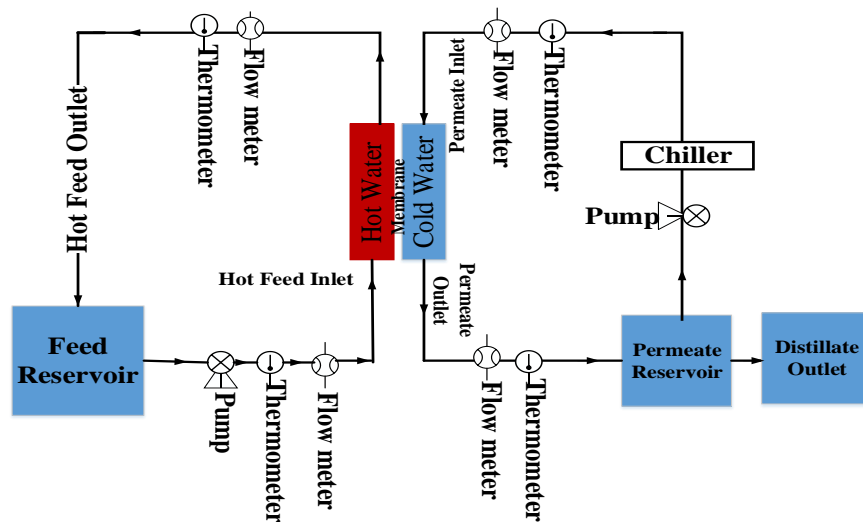 Hot Feed Outlet
Thermometer
Flow meter
Permeate Inlet
Flow meter
Thermometer
Hot Water
Membrane
Cold Water
Chiller
Pump
Hot Feed Inlet
Permeate
Outlet
Feed
Reservoir
Pump
Thermometer
Flow meter
Flow meter
Thermometer
Permeate
Reservoir
Distillate
Outlet